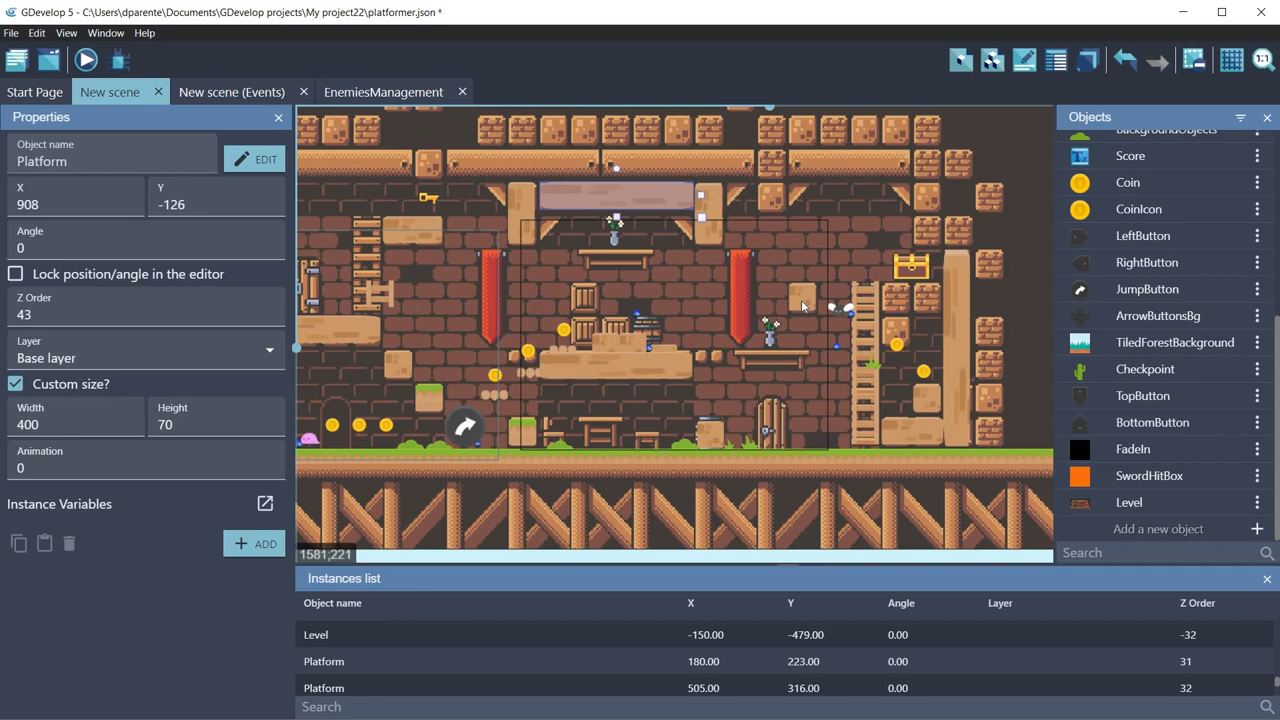 GDevelop 5 - C:\Users\dparente\Documents\GDevelop projects\My project22\platformer.json *
File Edit View Window Help
1:1
Start Page New scene New scene (Events) EnemiesManagement
Properties
Object name
Platform
EDIT
X Y
908 -126
Angle
0
Lock position/angle in the editor
Z Order
43
Layer
Base layer
Custom size?
Width Height
400 70
Animation
0
Instance Variables
ADD
1581;221
Objects
BackgroundObjects
Score
Coin
CoinIcon
LeftButton
RightButton
JumpButton
ArrowButtonsBg
TiledForestBackground
Checkpoint
TopButton
BottomButton
FadeIn
SwordHitBox
Level
Add a new object
Search
Instances list
Object name X Y Angle Layer Z Order
Level -150.00 -479.00 0.00 -32
Platform 180.00 223.00 0.00 31
Platform 505.00 316.00 0.00 32
Search